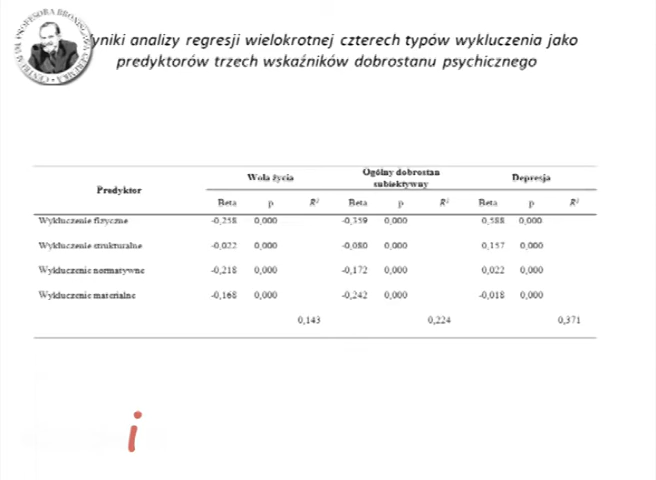 yniki analizy regresji wielokrotnej czterech typów wykluczenia jako
predyktorów trzech wskaźników dobrostanu psychicznego
Predyktor Wola życia Ogólny dobrostan subiektywny Depresja
Beta p R² Beta p R² Beta p R²
Wykluczenie fizyczne -0,258 0,000 -0,359 0,000 0,588 0,000
Wykluczenie strukturalne -0,022 0,000 -0,080 0,000 0,157 0,000
Wykluczenie normatywne -0,218 0,000 -0,172 0,000 0,022 0,000
Wykluczenie materialne -0,168 0,000 -0,242 0,000 -0,018 0,000
0,143 0,224 0,371
i